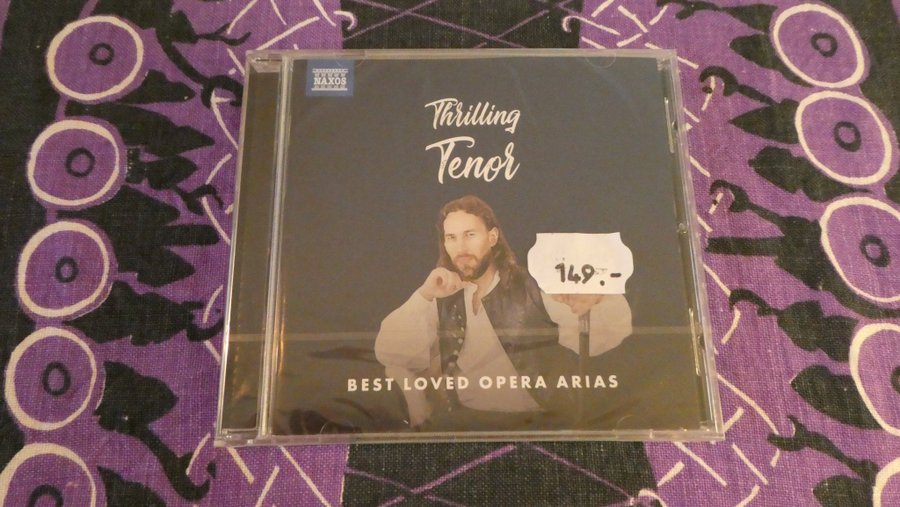 NAXOS
Thrilling
Tenor
149.-
BEST LOVED OPERA ARIAS